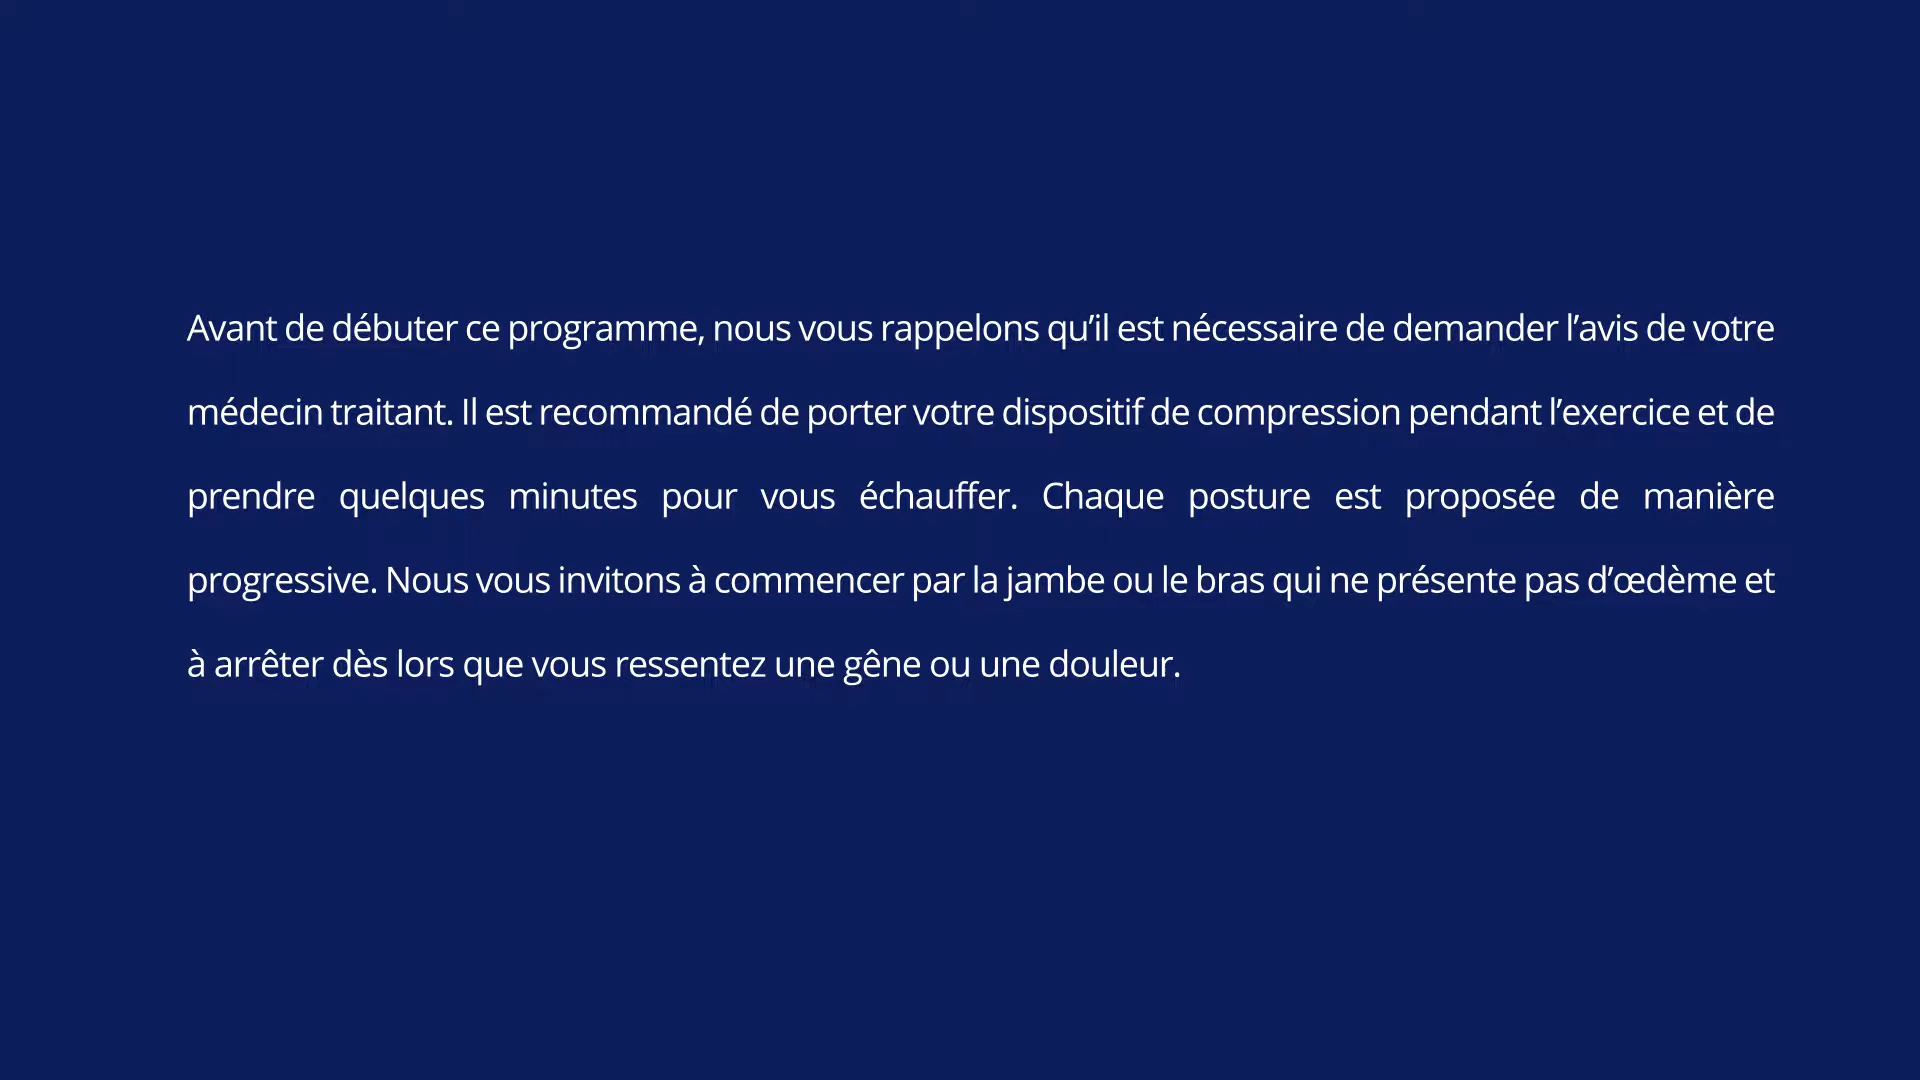 Avant de débuter ce programme, nous vous rappelons qu’il est nécessaire de demander l’avis de votre
médecin traitant. Il est recommandé de porter votre dispositif de compression pendant l’exercice et de
prendre quelques minutes pour vous échauffer. Chaque posture est proposée de manière
progressive. Nous vous invitons à commencer par la jambe ou le bras qui ne présente pas d’œdème et
à arrêter dès lors que vous ressentez une gêne ou une douleur.